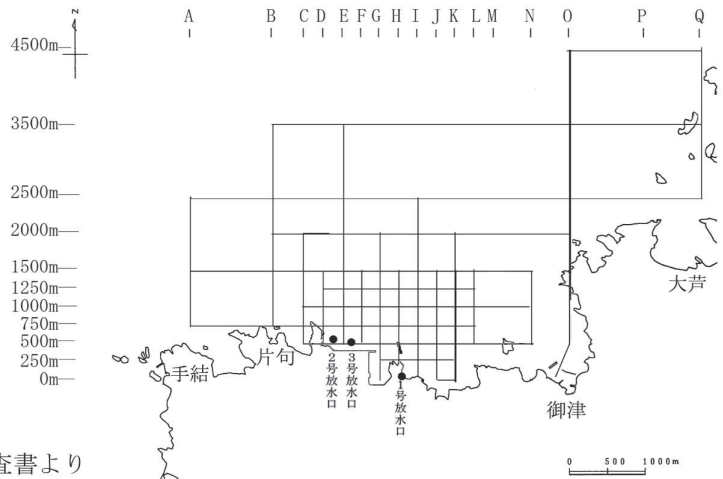 A B C D E F G H I J K L M N O P Q
N
4500m
3500m
2500m
2000m
1500m
1250m
1000m
750m
500m
250m
0m
大芦
片句
手結
2号放水口
3号放水口
1号放水口
御津
査書より
0 500 1000m